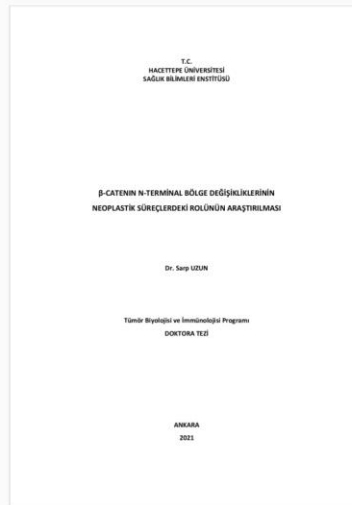 T.C.
HACETTEPE ÜNİVERSİTESİ
SAĞLIK BİLİMLERİ ENSTİTÜSÜ
β-CATENIN N-TERMİNAL BÖLGE DEĞİŞİKLİKLERİNİN
NEOPLASTİK SÜREÇLERDEKİ ROLÜNÜN ARAŞTIRILMASI
Dr. Sarp UZUN
Tümör Biyolojisi ve İmmünolojisi Programı
DOKTORA TEZİ
ANKARA
2021